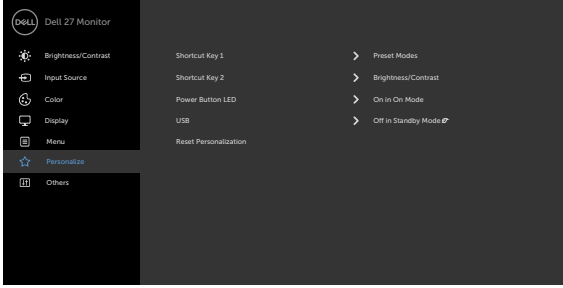 DELL Dell 27 Monitor
Brightness/Contrast
Input Source
Color
Display
Menu
Personalize
Others
Shortcut Key 1 Preset Modes
Shortcut Key 2 Brightness/Contrast
Power Button LED On in On Mode
USB Off in Standby Mode
Reset Personalization